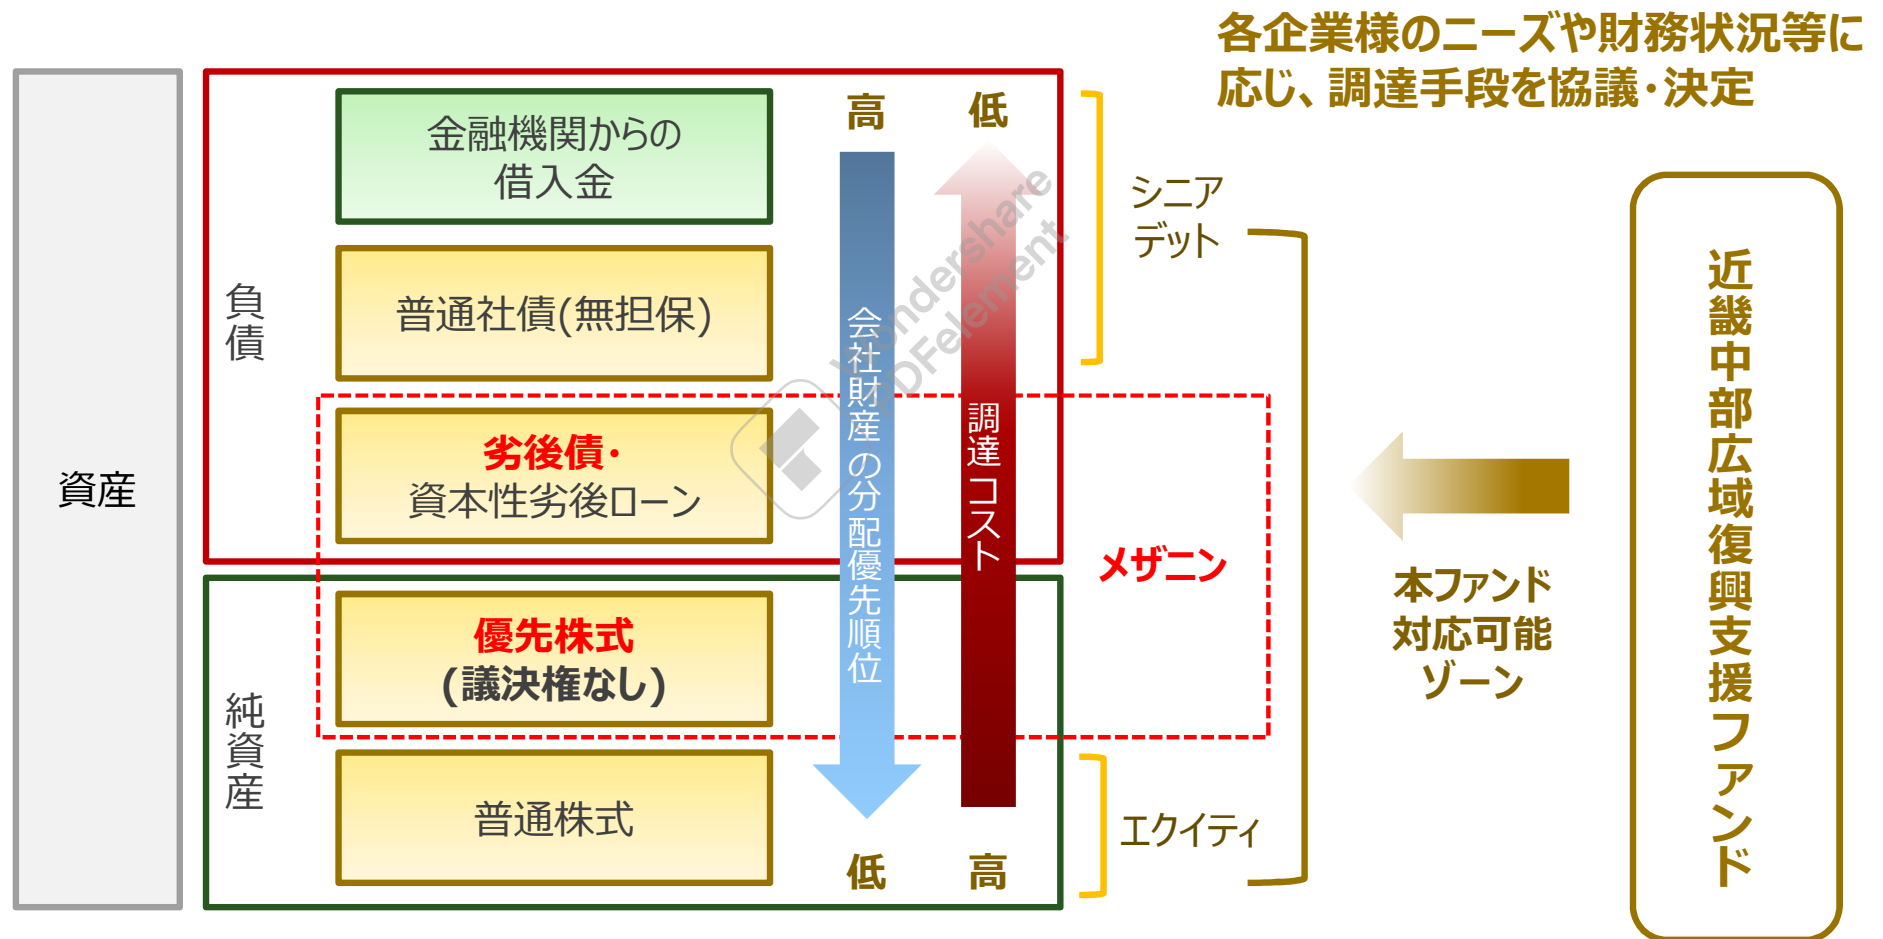 各企業様のニーズや財務状況等に
応じ、調達手段を協議・決定
資産
負債
金融機関からの
借入金
普通社債(無担保)
劣後債・
資本性劣後ローン
純資産
優先株式
(議決権なし)
普通株式
高
会社財産の分配優先順位
低
低
調達コスト
高
シニア
デット
メザニン
エクイティ
本ファンド
対応可能
ゾーン
近畿中部広域復興支援ファンド
Wondershare
PDFelement